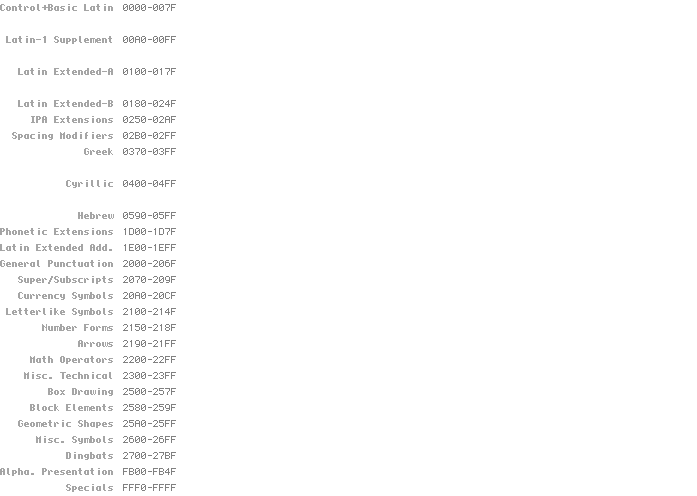 Control+Basic Latin 0000-007F
Latin-1 Supplement 00A0-00FF
Latin Extended-A 0100-017F
Latin Extended-B 0180-024F
IPA Extensions 0250-02AF
Spacing Modifiers 02B0-02FF
Greek 0370-03FF
Cyrillic 0400-04FF
Hebrew 0590-05FF
Phonetic Extensions 1D00-1D7F
Latin Extended Add. 1E00-1EFF
General Punctuation 2000-206F
Super/Subscripts 2070-209F
Currency Symbols 20A0-20CF
Letterlike Symbols 2100-214F
Number Forms 2150-218F
Arrows 2190-21FF
Math Operators 2200-22FF
Misc. Technical 2300-23FF
Box Drawing 2500-257F
Block Elements 2580-259F
Geometric Shapes 25A0-25FF
Misc. Symbols 2600-26FF
Dingbats 2700-27BF
Alpha. Presentation FB00-FB4F
Specials FFF0-FFFF